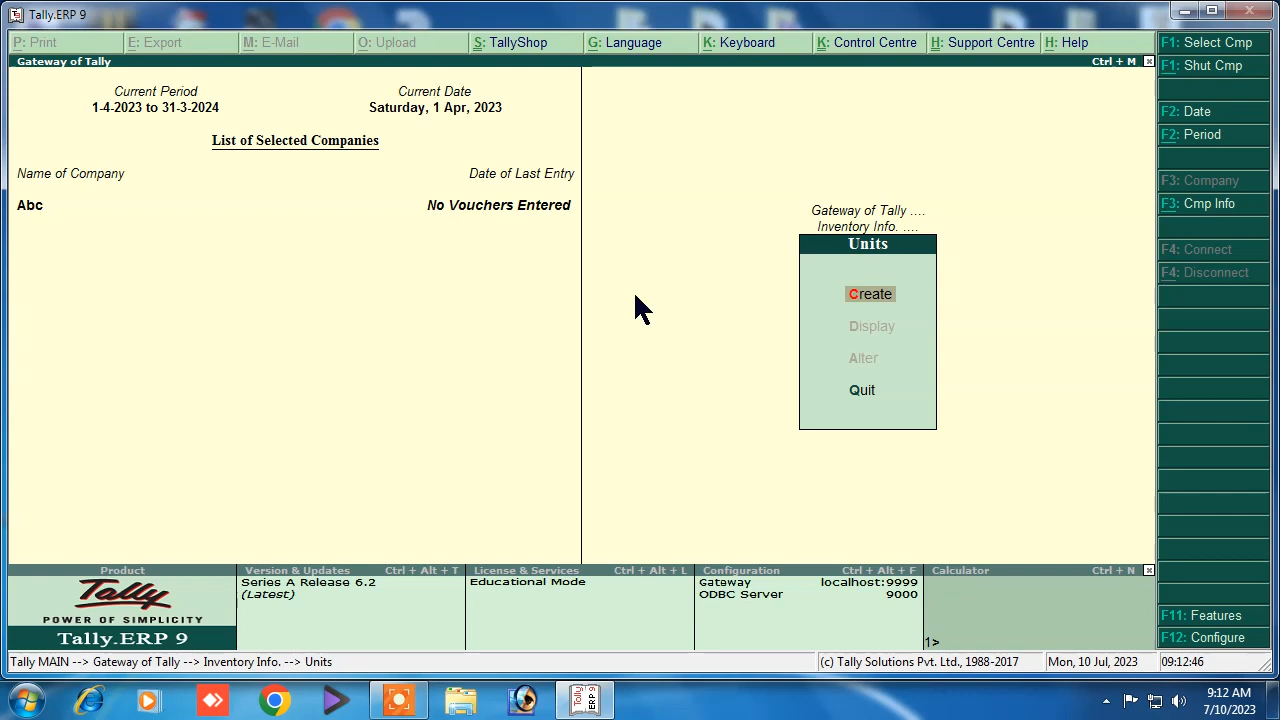 Tally.ERP 9
P: Print
E: Export
M: E-Mail
O: Upload
S: TallyShop
G: Language
K: Keyboard
K: Control Centre
H: Support Centre
H: Help
Gateway of Tally
Ctrl + M
Current Period
1-4-2023 to 31-3-2024
Current Date
Saturday, 1 Apr, 2023
List of Selected Companies
Name of Company
Date of Last Entry
Abc
No Vouchers Entered
Gateway of Tally ....
Inventory Info. ....
Units
Create
Display
Alter
Quit
F1: Select Cmp
F1: Shut Cmp
F2: Date
F2: Period
F3: Company
F3: Cmp Info
F4: Connect
F4: Disconnect
F11: Features
F12: Configure
Product
Tally
POWER OF SIMPLICITY
Tally.ERP 9
Version & Updates Ctrl + Alt + T
Series A Release 6.2
(Latest)
License & Services Ctrl + Alt + L
Educational Mode
Configuration Ctrl + Alt + F
Gateway localhost:9999
ODBC Server 9000
Calculator Ctrl + N
1>
Tally MAIN --> Gateway of Tally --> Inventory Info. --> Units
(c) Tally Solutions Pvt. Ltd., 1988-2017
Mon, 10 Jul, 2023
09:12:46
Tally
ERP 9
9:12 AM
7/10/2023